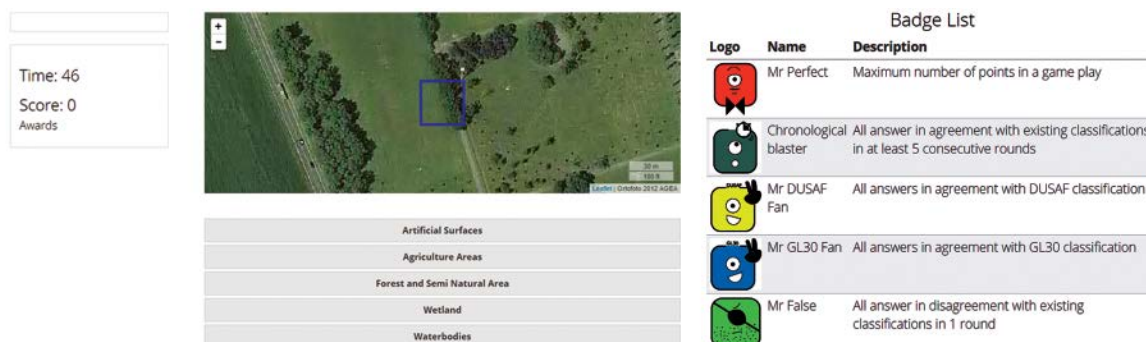 Time: 46
Score: 0
Awards
+
−
30 m
100 ft
Leaflet | Ortofoto 2012 AGEA
Artificial Surfaces
Agriculture Areas
Forest and Semi Natural Area
Wetland
Waterbodies
Badge List
Logo Name Description
Mr Perfect Maximum number of points in a game play
Chronological All answer in agreement with existing classifications
blaster in at least 5 consecutive rounds
DUSAF
Mr DUSAF All answers in agreement with DUSAF classification
Fan
GL30
Mr GL30 Fan All answers in agreement with GL30 classification
Mr False All answer in disagreement with existing
classifications in 1 round